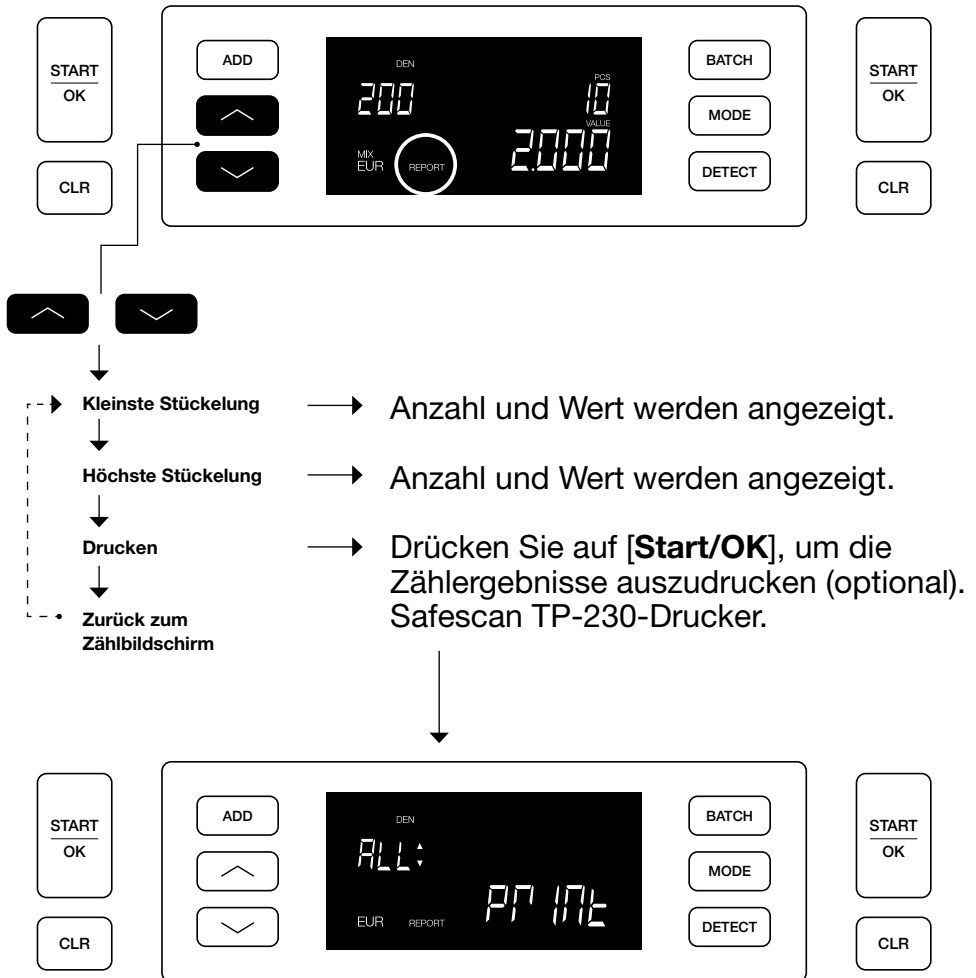 START
OK
CLR
ADD
DEN
200
MIX
EUR
REPORT
PCS
10
VALUE
2.000
BATCH
MODE
DETECT
START
OK
CLR
Kleinste Stückelung
Anzahl und Wert werden angezeigt.
Höchste Stückelung
Anzahl und Wert werden angezeigt.
Drucken
Drücken Sie auf [Start/OK], um die
Zählergebnisse auszudrucken (optional).
Safescan TP-230-Drucker.
Zurück zum
Zählbildschirm
START
OK
CLR
ADD
DEN
ALL:
EUR
REPORT
PrINt
BATCH
MODE
DETECT
START
OK
CLR